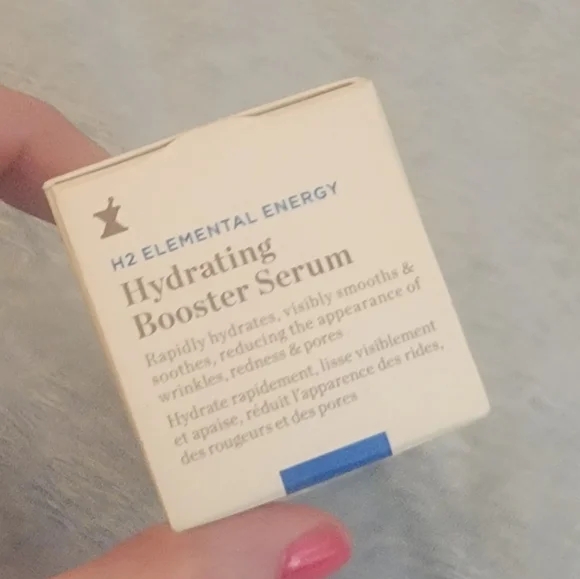 H2 ELEMENTAL ENERGY
Hydrating
Booster Serum
Rapidly hydrates, visibly smooths &
soothes, reducing the appearance of
wrinkles, redness & pores
Hydrate rapidement, lisse visiblement
et apaise, réduit l'apparence des rides,
des rougeurs et des pores